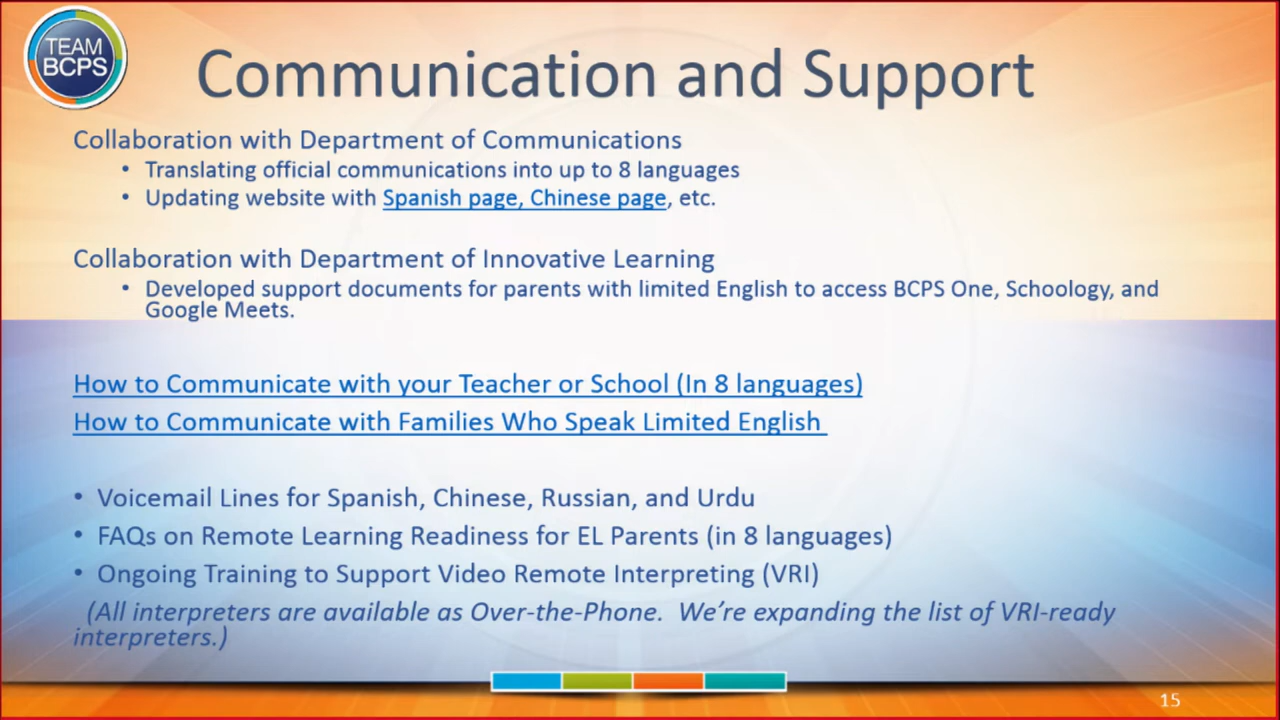 TEAM
BCPS
Communication and Support
Collaboration with Department of Communications
• Translating official communications into up to 8 languages
• Updating website with Spanish page, Chinese page, etc.
Collaboration with Department of Innovative Learning
• Developed support documents for parents with limited English to access BCPS One, Schoology, and
Google Meets.
How to Communicate with your Teacher or School (In 8 languages)
How to Communicate with Families Who Speak Limited English
• Voicemail Lines for Spanish, Chinese, Russian, and Urdu
• FAQs on Remote Learning Readiness for EL Parents (in 8 languages)
• Ongoing Training to Support Video Remote Interpreting (VRI)
(All interpreters are available as Over-the-Phone. We’re expanding the list of VRI-ready
interpreters.)
15